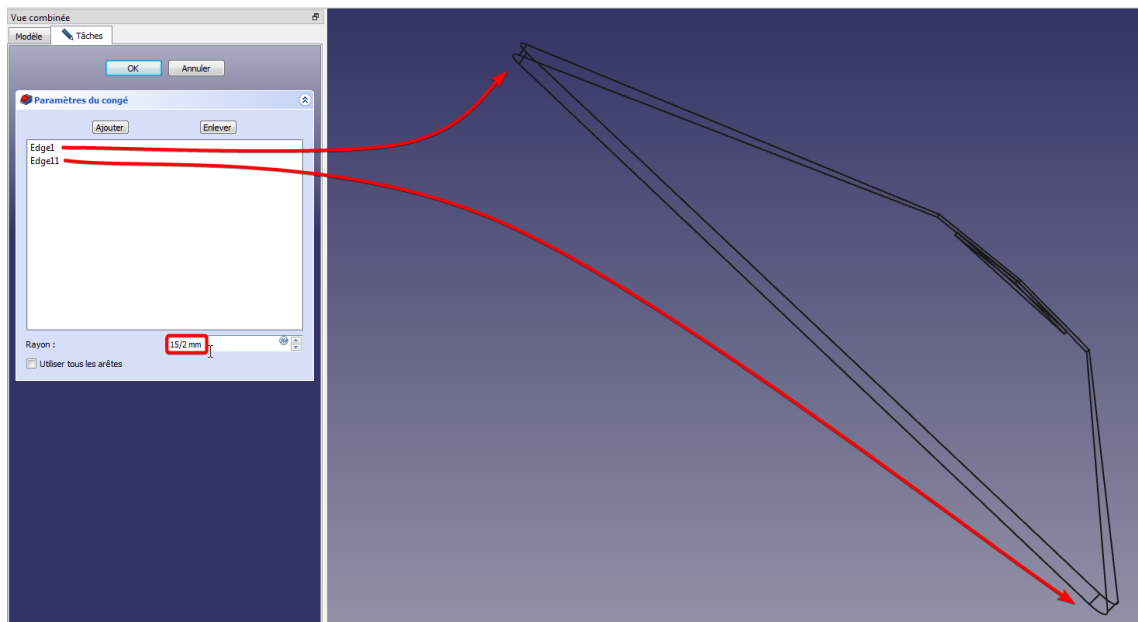 Vue combinée
Modèle Tâches
OK Annuler
Paramètres du congé
Ajouter Enlever
Edge1
Edge11
Rayon : 15/2 mm
Utiliser tous les arêtes